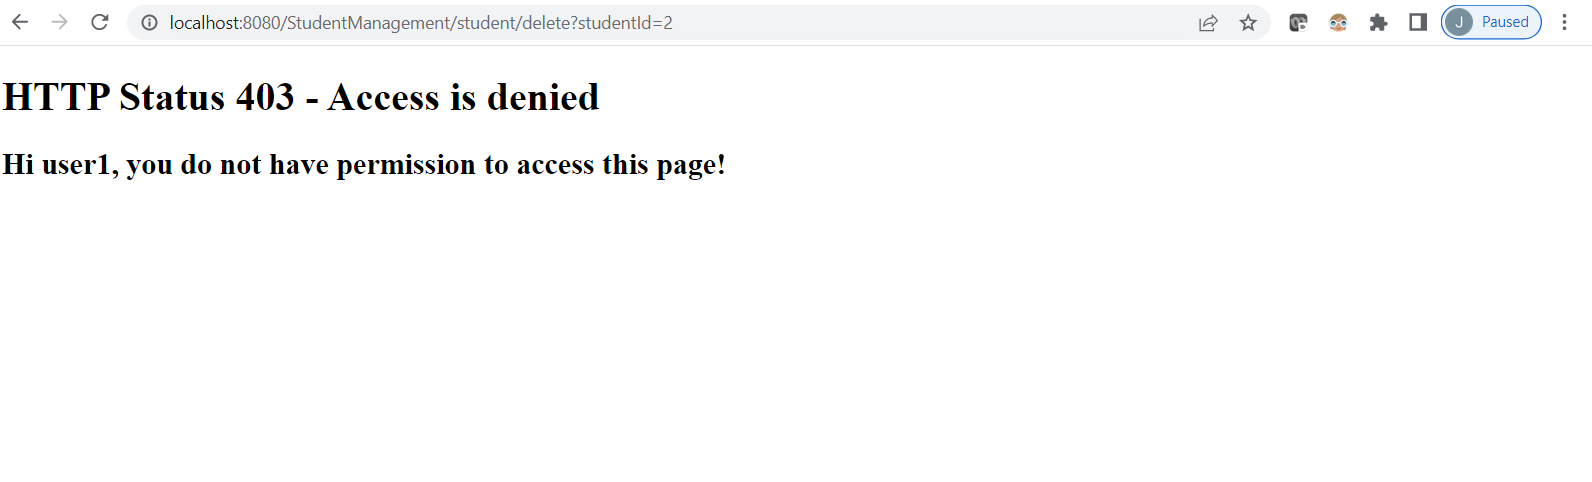 localhost:8080/StudentManagement/student/delete?studentId=2
J Paused
HTTP Status 403 - Access is denied
Hi user1, you do not have permission to access this page!